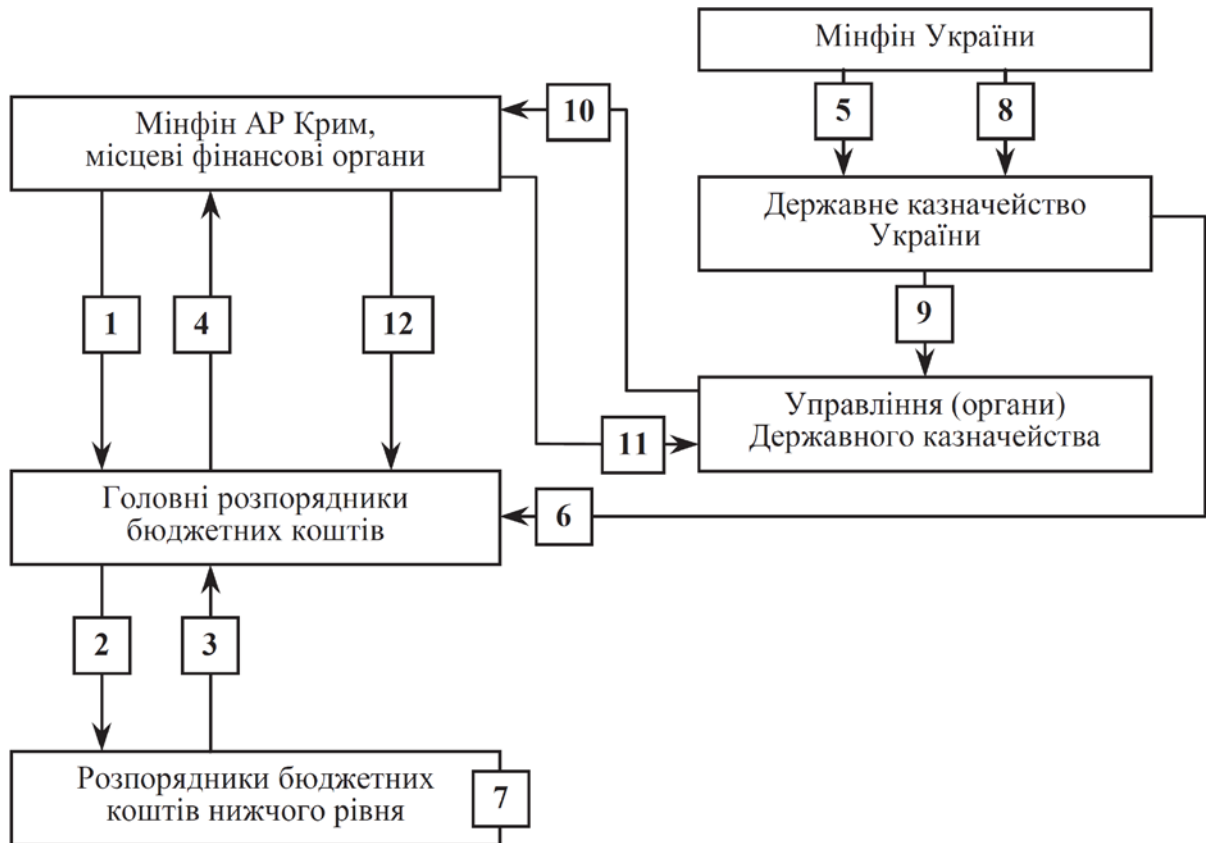 Мінфін України
5
8
10
Мінфін АР Крим,
місцеві фінансові органи
Державне казначейство
України
1
4
12
9
Управління (органи)
Державного казначейства
11
Головні розпорядники
бюджетних коштів
6
2
3
Розпорядники бюджетних
коштів нижчого рівня
7